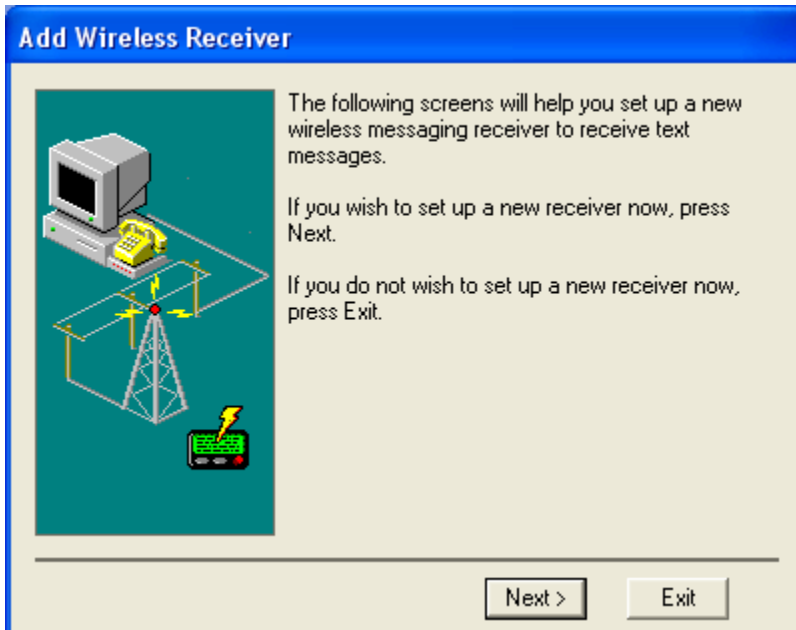 Add Wireless Receiver
The following screens will help you set up a new
wireless messaging receiver to receive text
messages.
If you wish to set up a new receiver now, press
Next.
If you do not wish to set up a new receiver now,
press Exit.
Next >
Exit